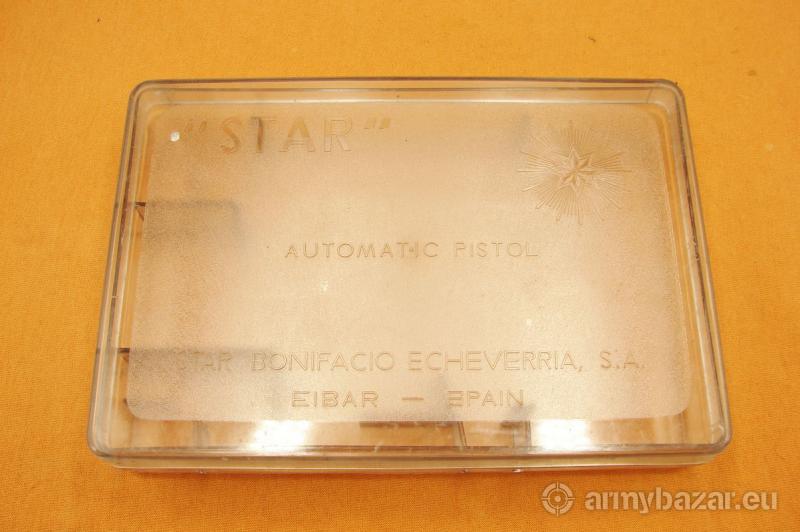 "STAR"
AUTOMATIC PISTOL
STAR BONIFACIO ECHEVERRIA, S.A.
EIBAR — SPAIN
armybazar.eu